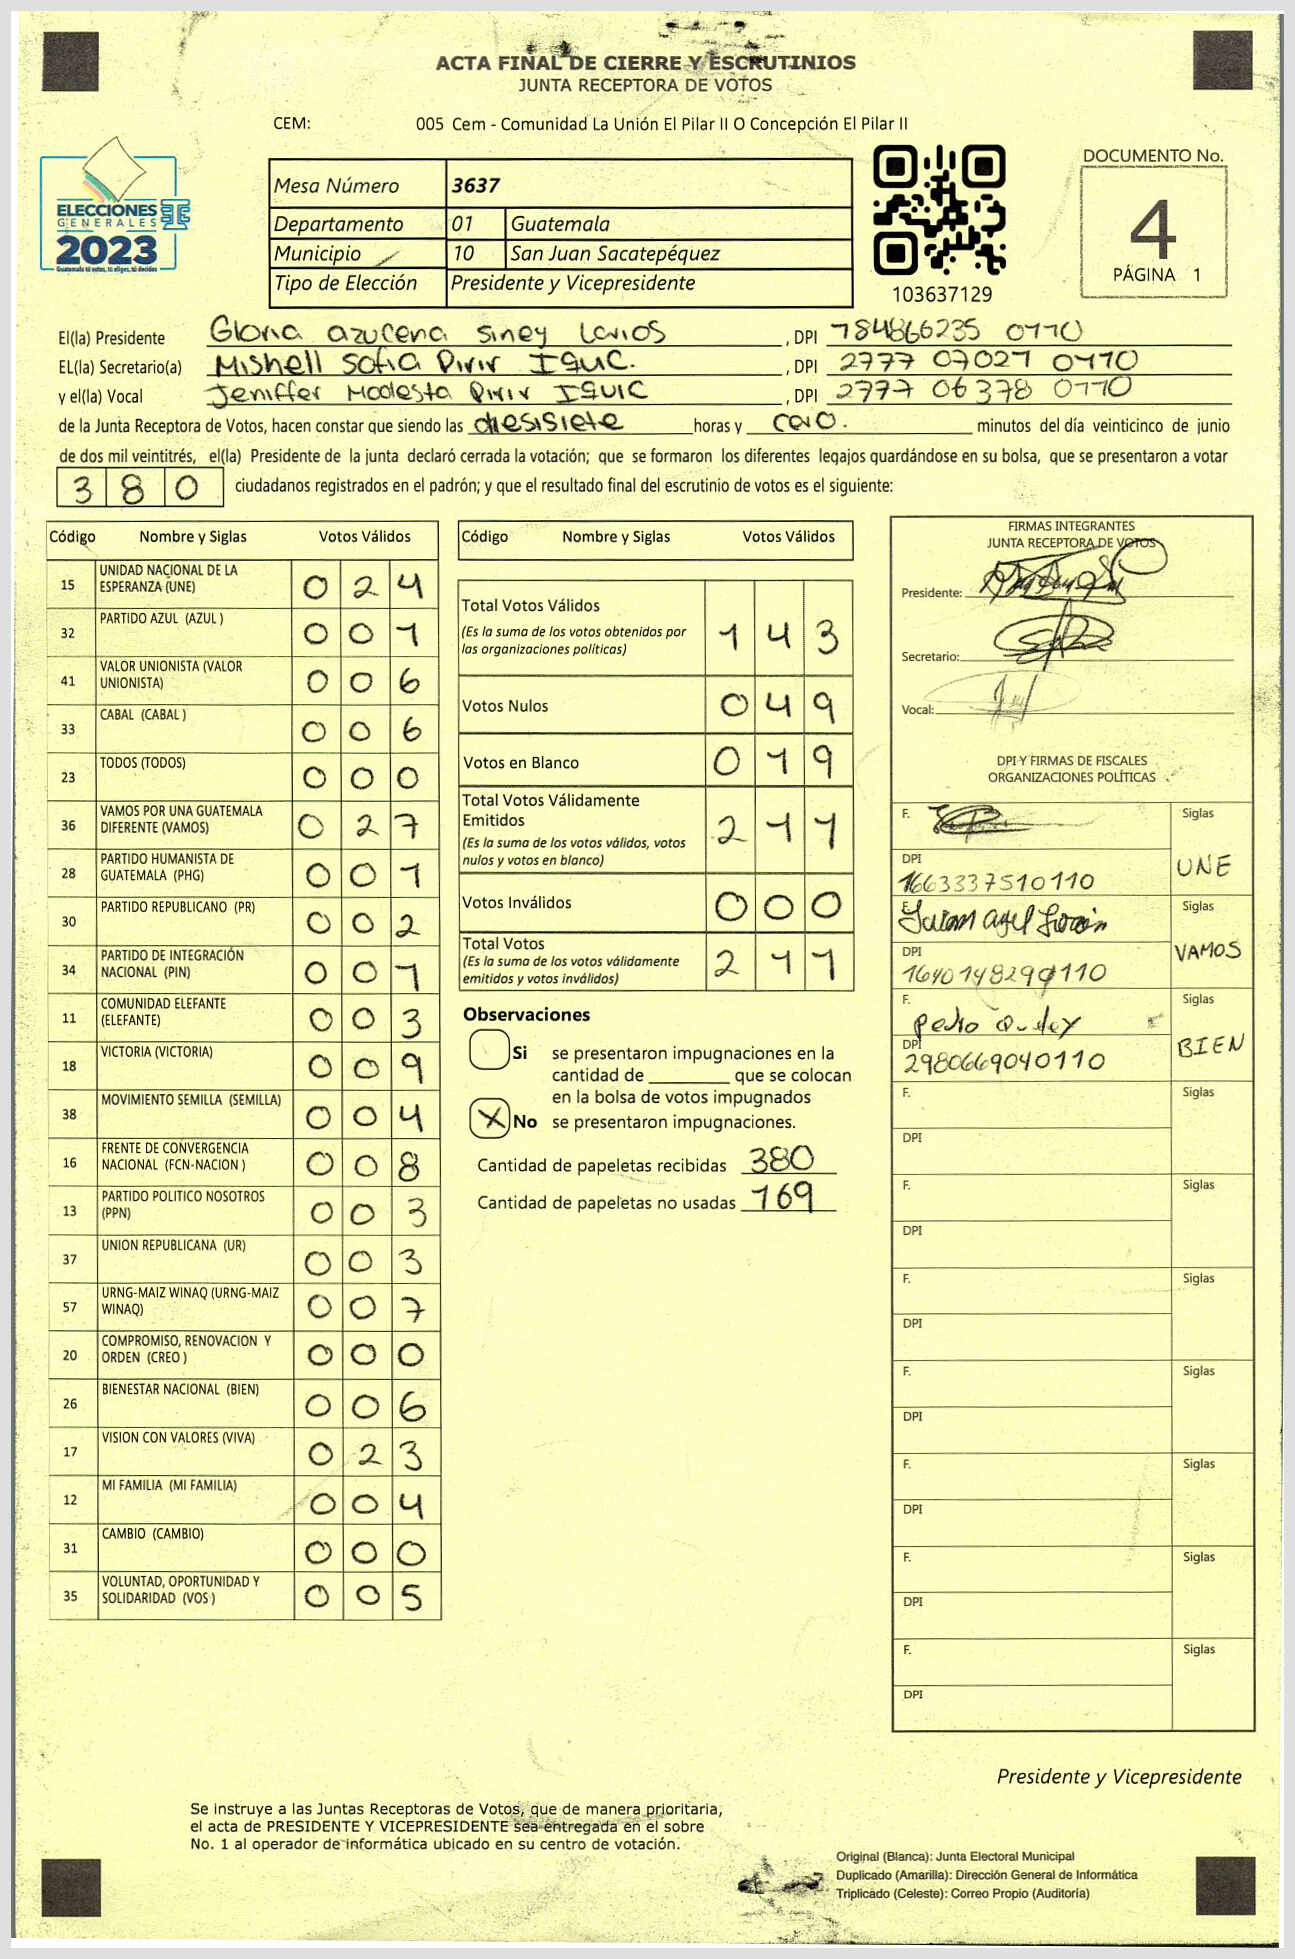 ACTA FINAL DE CIERRE Y ESCRUTINIOS
JUNTA RECEPTORA DE VOTOS
CEM: 005 Cem - Comunidad La Unión El Pilar II O Concepción El Pilar II
ELECCIONES
GENERALES
2023
Guatemala tú votas, tú eliges, tú decides
Mesa Número 3637
Departamento 01 Guatemala
Municipio 10 San Juan Sacatepéquez
Tipo de Elección Presidente y Vicepresidente
103637129
DOCUMENTO No.
4
PÁGINA 1
El(la) Presidente Gloria azucena Siney Larios, DPI 784866235 0110
EL(la) Secretario(a) Mishell Sofia Pirir Iquic., DPI 2777 07027 0110
y el(la) Vocal Jeniffer Modesta Pirir Iquic, DPI 2777 06378 0110
de la Junta Receptora de Votos, hacen constar que siendo las diesisiete horas y cero. minutos del día veinticinco de junio
de dos mil veintitrés, el(la) Presidente de la junta declaró cerrada la votación; que se formaron los diferentes legajos guardándose en su bolsa, que se presentaron a votar
380 ciudadanos registrados en el padrón; y que el resultado final del escrutinio de votos es el siguiente:
Código Nombre y Siglas Votos Válidos
15 UNIDAD NACIONAL DE LA ESPERANZA (UNE) 0 2 4
32 PARTIDO AZUL (AZUL ) 0 0 1
41 VALOR UNIONISTA (VALOR UNIONISTA) 0 0 6
33 CABAL (CABAL ) 0 0 6
23 TODOS (TODOS) 0 0 0
36 VAMOS POR UNA GUATEMALA DIFERENTE (VAMOS) 0 2 7
28 PARTIDO HUMANISTA DE GUATEMALA (PHG) 0 0 1
30 PARTIDO REPUBLICANO (PR) 0 0 2
34 PARTIDO DE INTEGRACIÓN NACIONAL (PIN) 0 0 1
11 COMUNIDAD ELEFANTE (ELEFANTE) 0 0 3
18 VICTORIA (VICTORIA) 0 0 9
38 MOVIMIENTO SEMILLA (SEMILLA) 0 0 4
16 FRENTE DE CONVERGENCIA NACIONAL (FCN-NACION ) 0 0 8
13 PARTIDO POLITICO NOSOTROS (PPN) 0 0 3
37 UNION REPUBLICANA (UR) 0 0 3
57 URNG-MAIZ WINAQ (URNG-MAIZ WINAQ) 0 0 7
20 COMPROMISO, RENOVACION Y ORDEN (CREO ) 0 0 0
26 BIENESTAR NACIONAL (BIEN) 0 0 6
17 VISION CON VALORES (VIVA) 0 2 3
12 MI FAMILIA (MI FAMILIA) 0 0 4
31 CAMBIO (CAMBIO) 0 0 0
35 VOLUNTAD, OPORTUNIDAD Y SOLIDARIDAD (VOS ) 0 0 5
Código Nombre y Siglas Votos Válidos
Total Votos Válidos 1 4 3
(Es la suma de los votos obtenidos por
las organizaciones políticas)
Votos Nulos 0 4 9
Votos en Blanco 0 1 9
Total Votos Válidamente
Emitidos 2 1 1
(Es la suma de los votos válidos, votos
nulos y votos en blanco)
Votos Inválidos 0 0 0
Total Votos 2 1 1
(Es la suma de los votos válidamente
emitidos y votos inválidos)
Observaciones
Si se presentaron impugnaciones en la
cantidad de ________ que se colocan
en la bolsa de votos impugnados
X No se presentaron impugnaciones.
Cantidad de papeletas recibidas 380
Cantidad de papeletas no usadas 169
FIRMAS INTEGRANTES
JUNTA RECEPTORA DE VOTOS
Presidente:
Secretario:
Vocal:
DPI Y FIRMAS DE FISCALES
ORGANIZACIONES POLÍTICAS
F. Siglas
DPI UNE
1663337510110
Siglas
DPI VAMOS
F. Pedro Siglas
DPI BIEN
2980669040110
F. Siglas
DPI
F. Siglas
DPI
F. Siglas
DPI
F. Siglas
DPI
F. Siglas
DPI
F. Siglas
DPI
F. Siglas
DPI
Presidente y Vicepresidente
Se instruye a las Juntas Receptoras de Votos, que de manera prioritaria,
el acta de PRESIDENTE Y VICEPRESIDENTE sea entregada en el sobre
No. 1 al operador de informática ubicado en su centro de votación.
Original (Blanca): Junta Electoral Municipal
Duplicado (Amarilla): Dirección General de Informática
Triplicado (Celeste): Correo Propio (Auditoría)